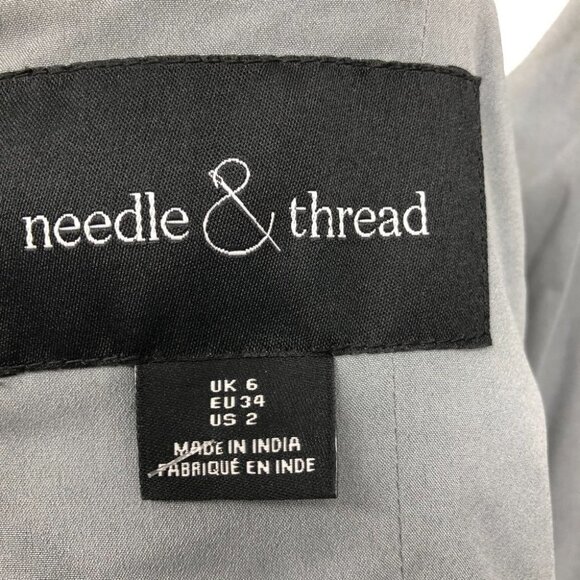 needle & thread
UK 6
EU 34
US 2
MADE IN INDIA
FABRIQUÉ EN INDE